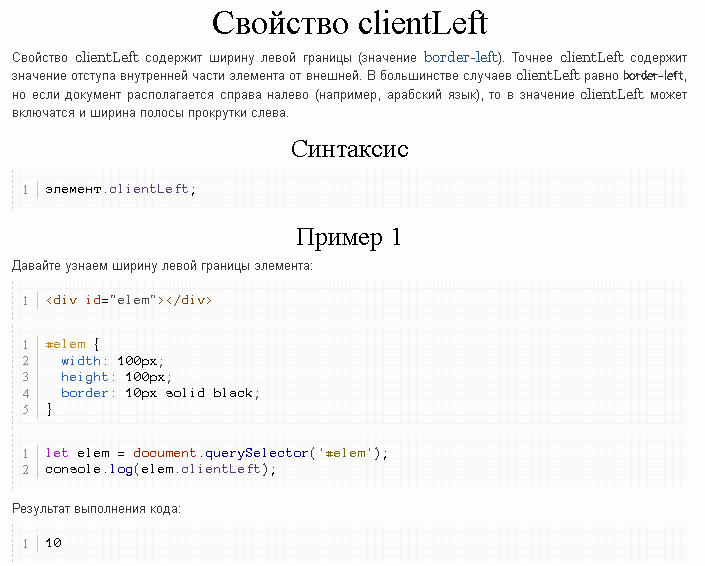 Свойство clientLeft
Свойство clientLeft содержит ширину левой границы (значение border-left). Точнее clientLeft содержит
значение отступа внутренней части элемента от внешней. В большинстве случаев clientLeft равно border-left,
но если документ располагается справа налево (например, арабский язык), то в значение clientLeft может
включатся и ширина полосы прокрутки слева.
Синтаксис
1 элемент.clientLeft;
Пример 1
Давайте узнаем ширину левой границы элемента:
1 <div id="elem"></div>
1 #elem {
2 width: 100px;
3 height: 100px;
4 border: 10px solid black;
5 }
1 let elem = document.querySelector('#elem');
2 console.log(elem.clientLeft);
Результат выполнения кода:
1 10